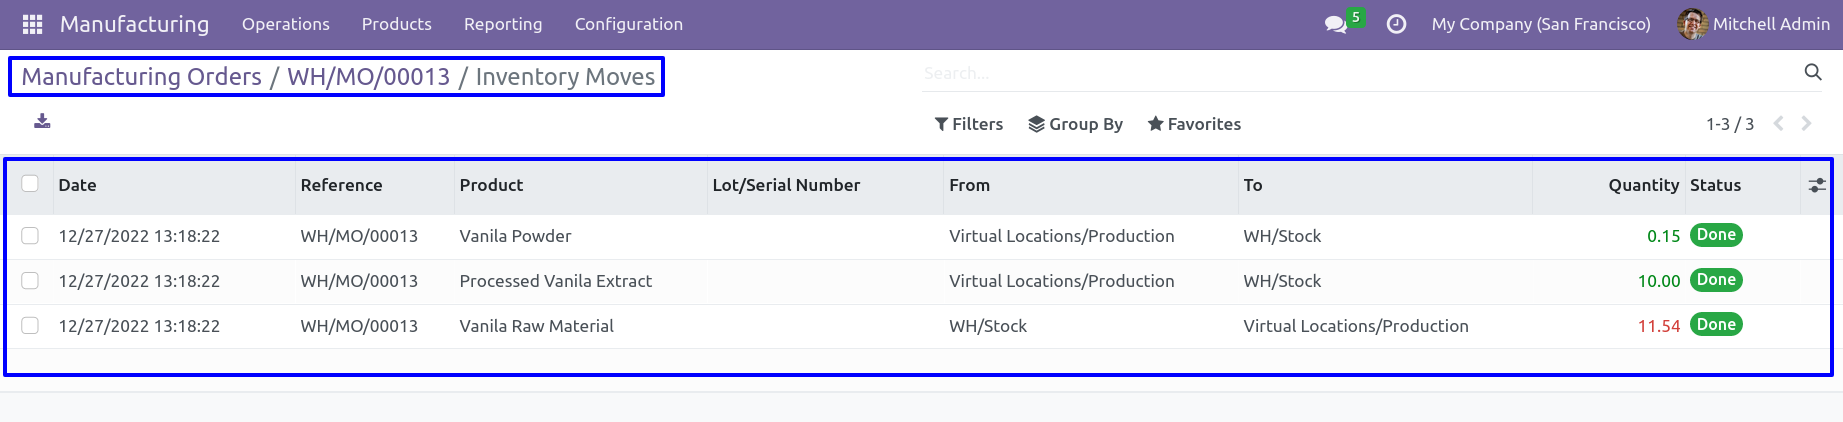 Manufacturing Operations Products Reporting Configuration 5 My Company (San Francisco) Mitchell Admin
Manufacturing Orders / WH/MO/00013 / Inventory Moves
Search...
Filters Group By Favorites 1-3 / 3
Date Reference Product Lot/Serial Number From To Quantity Status
12/27/2022 13:18:22 WH/MO/00013 Vanila Powder Virtual Locations/Production WH/Stock 0.15 Done
12/27/2022 13:18:22 WH/MO/00013 Processed Vanila Extract Virtual Locations/Production WH/Stock 10.00 Done
12/27/2022 13:18:22 WH/MO/00013 Vanila Raw Material WH/Stock Virtual Locations/Production 11.54 Done